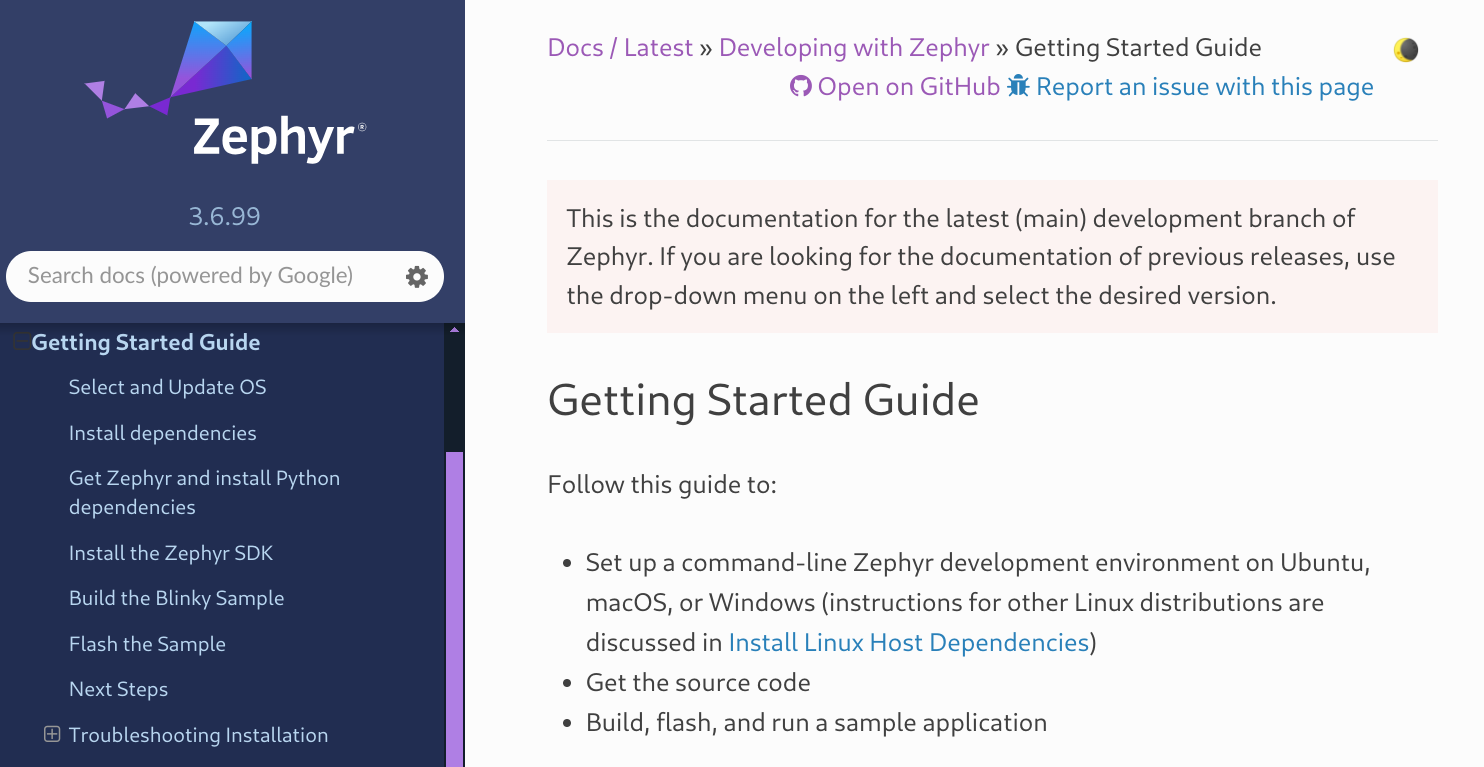 Zephyr®
3.6.99
Search docs (powered by Google)
Getting Started Guide
Select and Update OS
Install dependencies
Get Zephyr and install Python
dependencies
Install the Zephyr SDK
Build the Blinky Sample
Flash the Sample
Next Steps
Troubleshooting Installation
Docs / Latest » Developing with Zephyr » Getting Started Guide
Open on GitHub Report an issue with this page
This is the documentation for the latest (main) development branch of
Zephyr. If you are looking for the documentation of previous releases, use
the drop-down menu on the left and select the desired version.
Getting Started Guide
Follow this guide to:
• Set up a command-line Zephyr development environment on Ubuntu,
macOS, or Windows (instructions for other Linux distributions are
discussed in Install Linux Host Dependencies)
• Get the source code
• Build, flash, and run a sample application